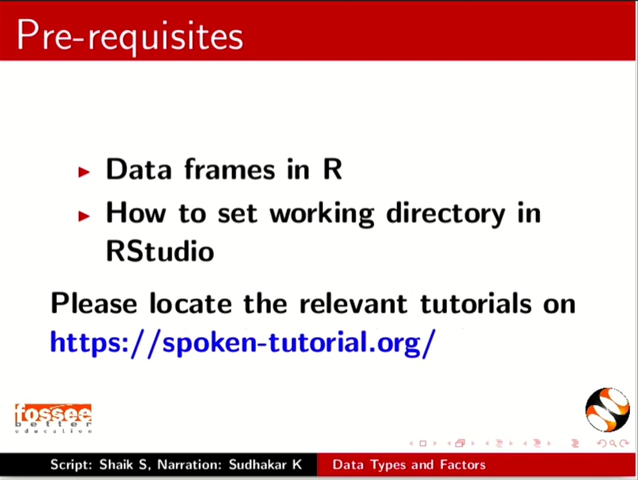 Pre-requisites
Data frames in R
How to set working directory in
RStudio
Please locate the relevant tutorials on
https://spoken-tutorial.org/
fossee
better
education
Script: Shaik S, Narration: Sudhakar K Data Types and Factors